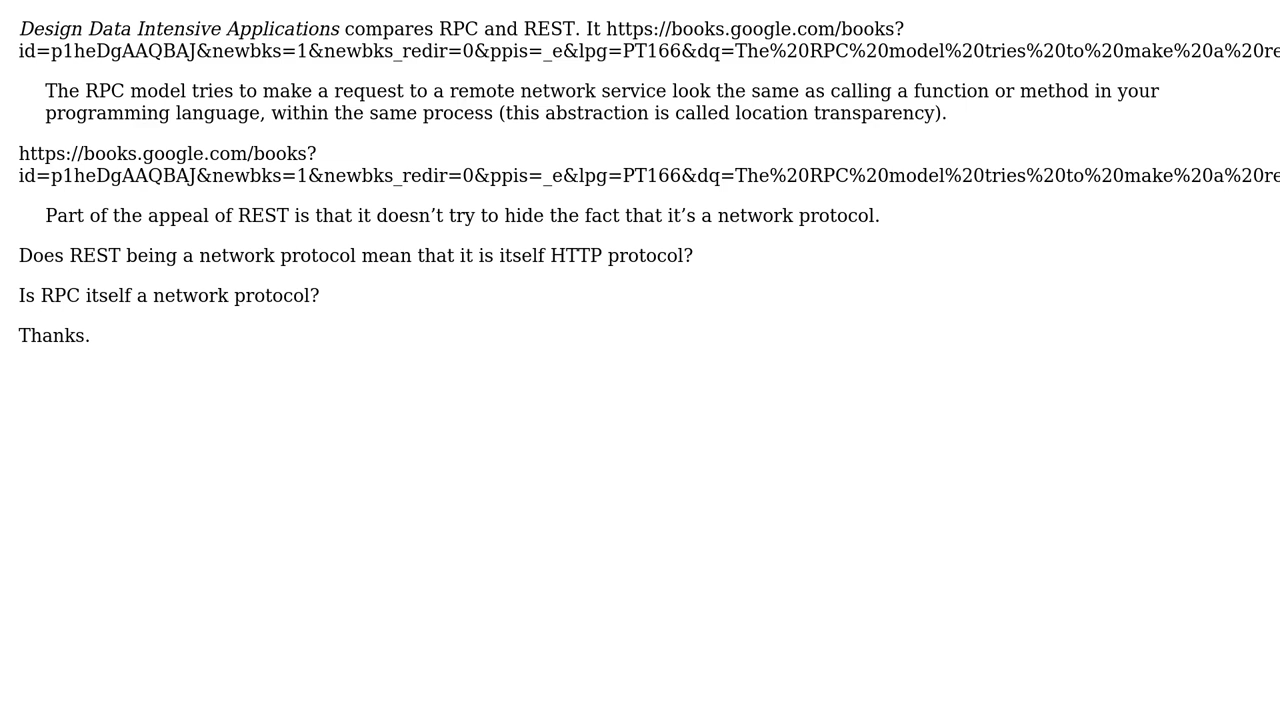 Design Data Intensive Applications compares RPC and REST. It https://books.google.com/books?
id=p1heDgAAQBAJ&newbks=1&newbks_redir=0&ppis=_e&lpg=PT166&dq=The%20RPC%20model%20tries%20to%20make%20a%20re
The RPC model tries to make a request to a remote network service look the same as calling a function or method in your
programming language, within the same process (this abstraction is called location transparency).
https://books.google.com/books?
id=p1heDgAAQBAJ&newbks=1&newbks_redir=0&ppis=_e&lpg=PT166&dq=The%20RPC%20model%20tries%20to%20make%20a%20re
Part of the appeal of REST is that it doesn’t try to hide the fact that it’s a network protocol.
Does REST being a network protocol mean that it is itself HTTP protocol?
Is RPC itself a network protocol?
Thanks.